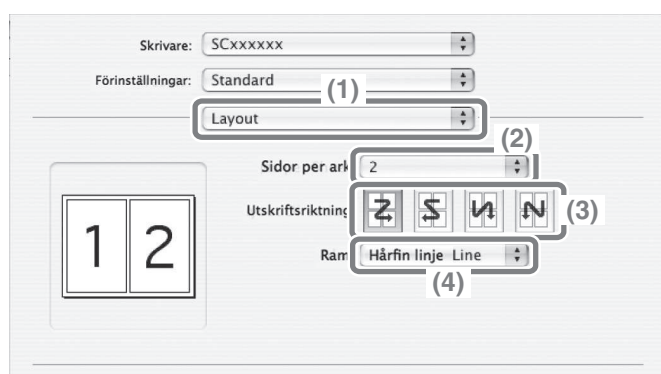 Skrivare: SCxxxxxx
Förinställningar: Standard
(1)
Layout
(2)
Sidor per ark 2
Utskriftsriktning
(3)
1 2
Ram Hårfin linje Line
(4)